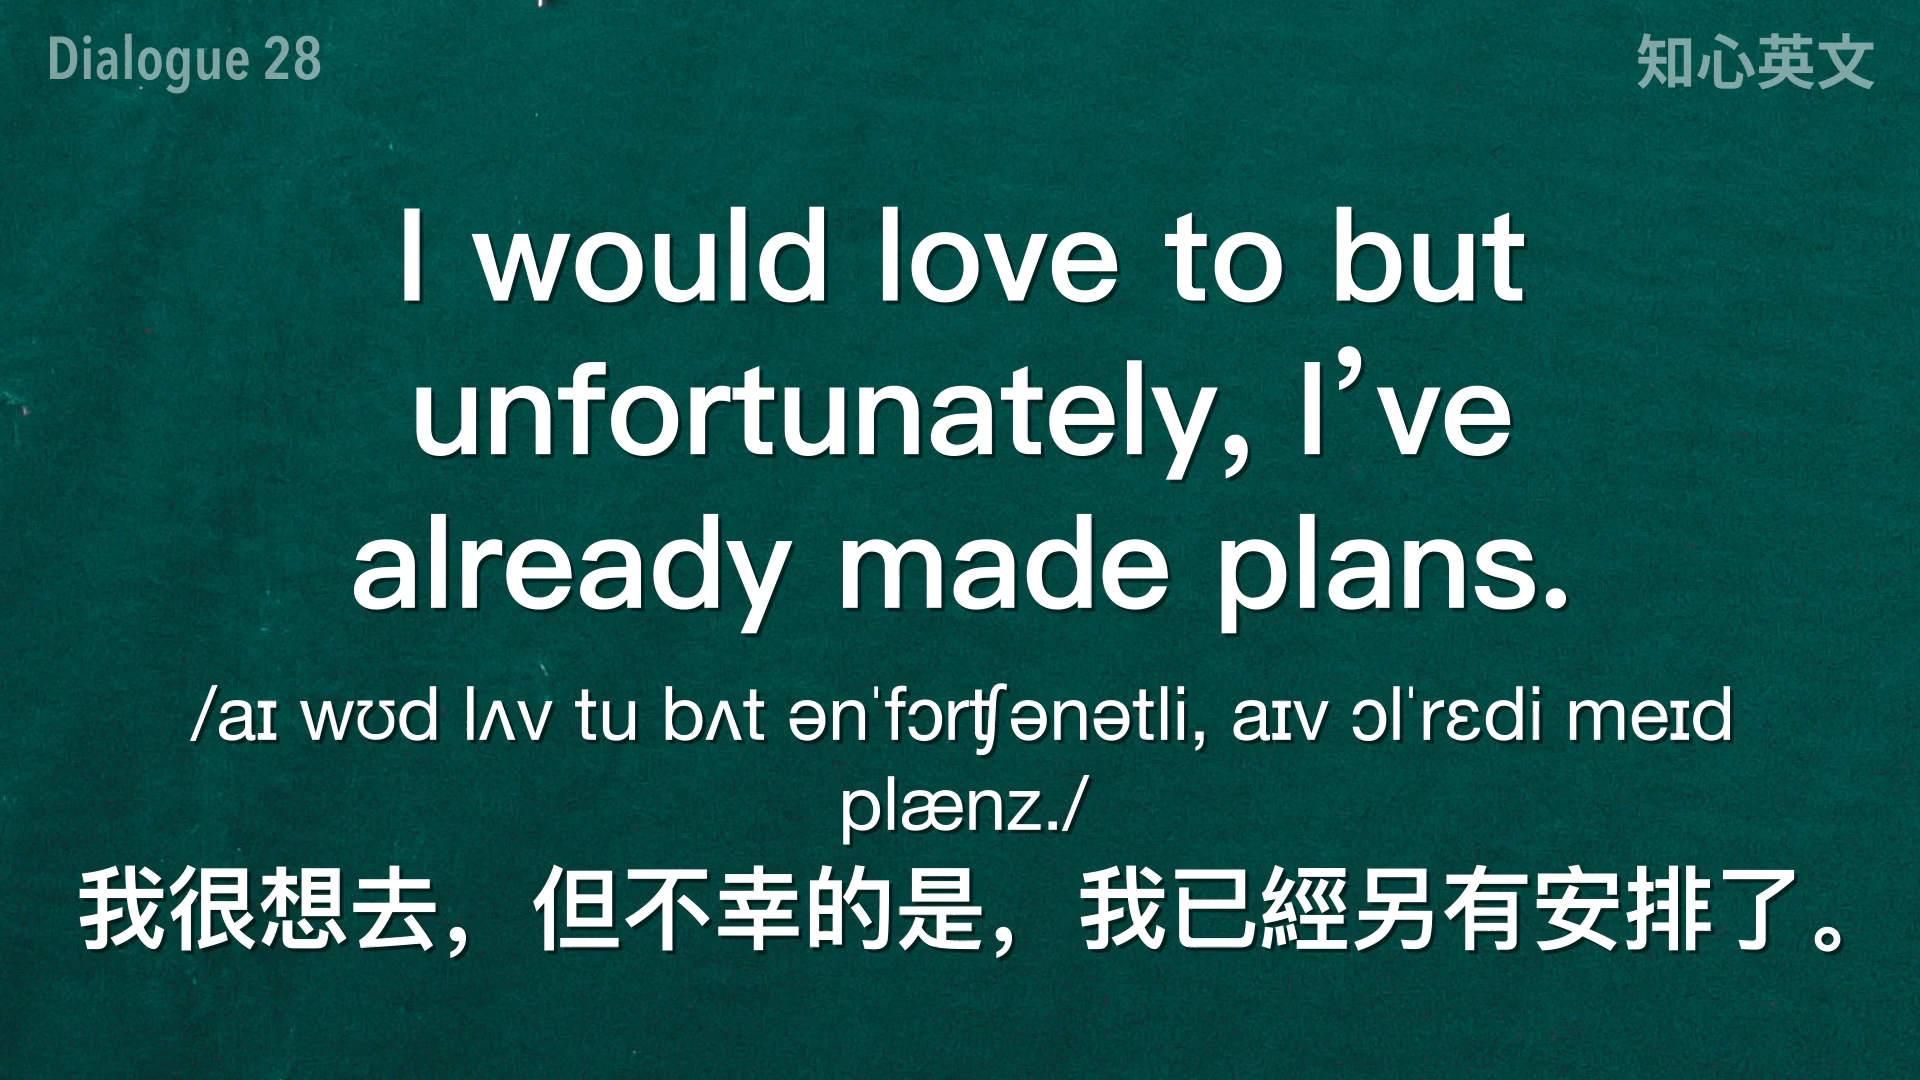 Dialogue 28
知心英文
I would love to but
unfortunately, I’ve
already made plans.
/aɪ wʊd lʌv tu bʌt ənˈfɔrʧənətli, aɪv ɔlˈrɛdi meɪd
plænz./
我很想去，但不幸的是，我已經另有安排了。